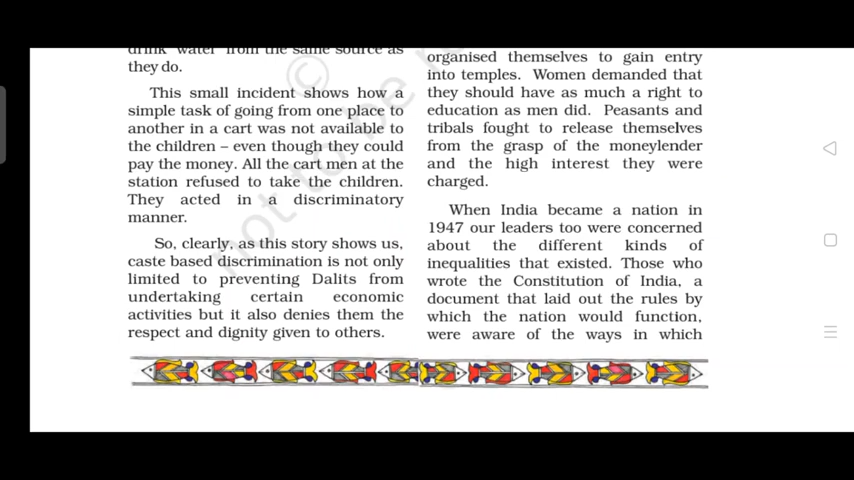 drink water from the same source as
they do.
This small incident shows how a
simple task of going from one place to
another in a cart was not available to
the children – even though they could
pay the money. All the cart men at the
station refused to take the children.
They acted in a discriminatory
manner.
So, clearly, as this story shows us,
caste based discrimination is not only
limited to preventing Dalits from
undertaking certain economic
activities but it also denies them the
respect and dignity given to others.
organised themselves to gain entry
into temples. Women demanded that
they should have as much a right to
education as men did. Peasants and
tribals fought to release themselves
from the grasp of the moneylender
and the high interest they were
charged.
When India became a nation in
1947 our leaders too were concerned
about the different kinds of
inequalities that existed. Those who
wrote the Constitution of India, a
document that laid out the rules by
which the nation would function,
were aware of the ways in which
©
not to be r